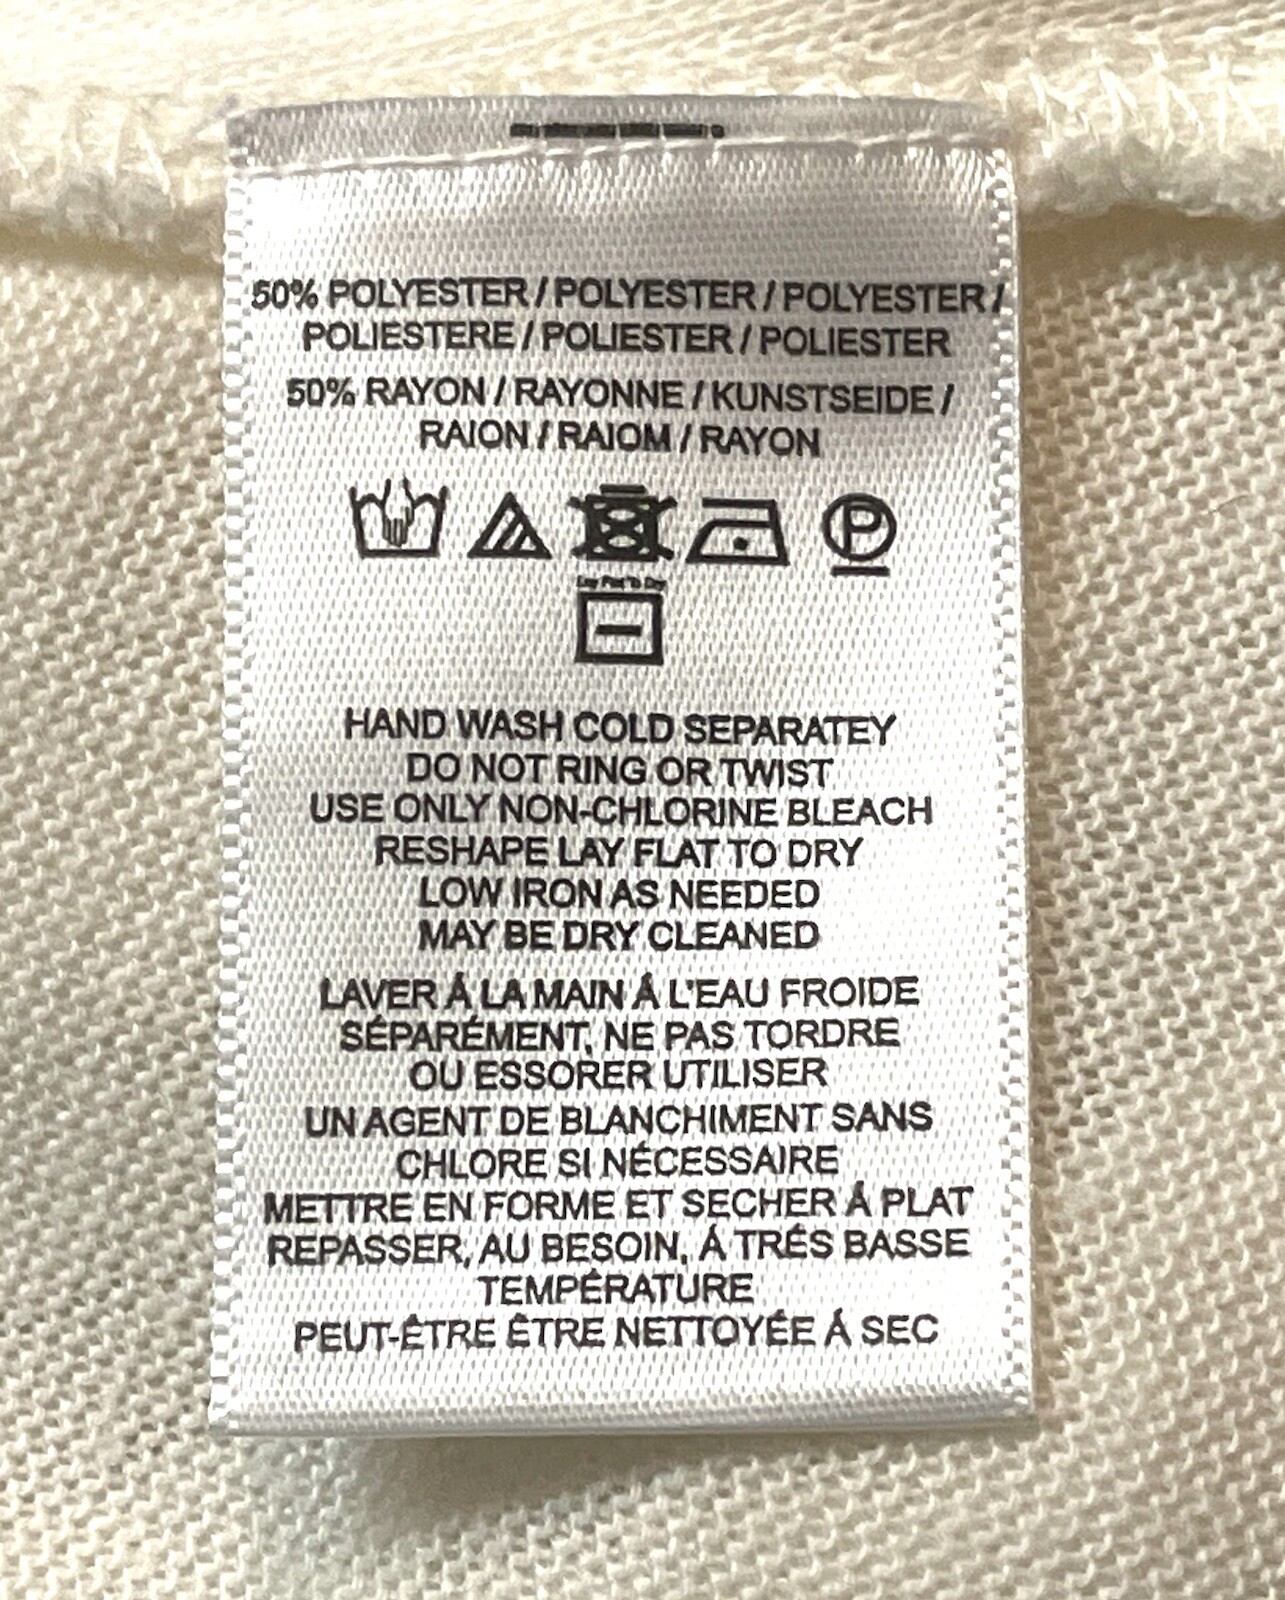 50% POLYESTER / POLYESTER / POLYESTER /
POLIESTERE / POLIESTER / POLIESTER
50% RAYON / RAYONNE / KUNSTSEIDE /
RAION / RAIOM / RAYON
P
Lay Flat To Dry
HAND WASH COLD SEPARATEY
DO NOT RING OR TWIST
USE ONLY NON-CHLORINE BLEACH
RESHAPE LAY FLAT TO DRY
LOW IRON AS NEEDED
MAY BE DRY CLEANED
LAVER Á LA MAIN Á L'EAU FROIDE
SÉPARÉMENT, NE PAS TORDRE
OU ESSORER UTILISER
UN AGENT DE BLANCHIMENT SANS
CHLORE SI NÉCESSAIRE
METTRE EN FORME ET SECHER Á PLAT
REPASSER, AU BESOIN, Á TRÉS BASSE
TEMPÉRATURE
PEUT-ÊTRE ÊTRE NETTOYÉE Á SEC